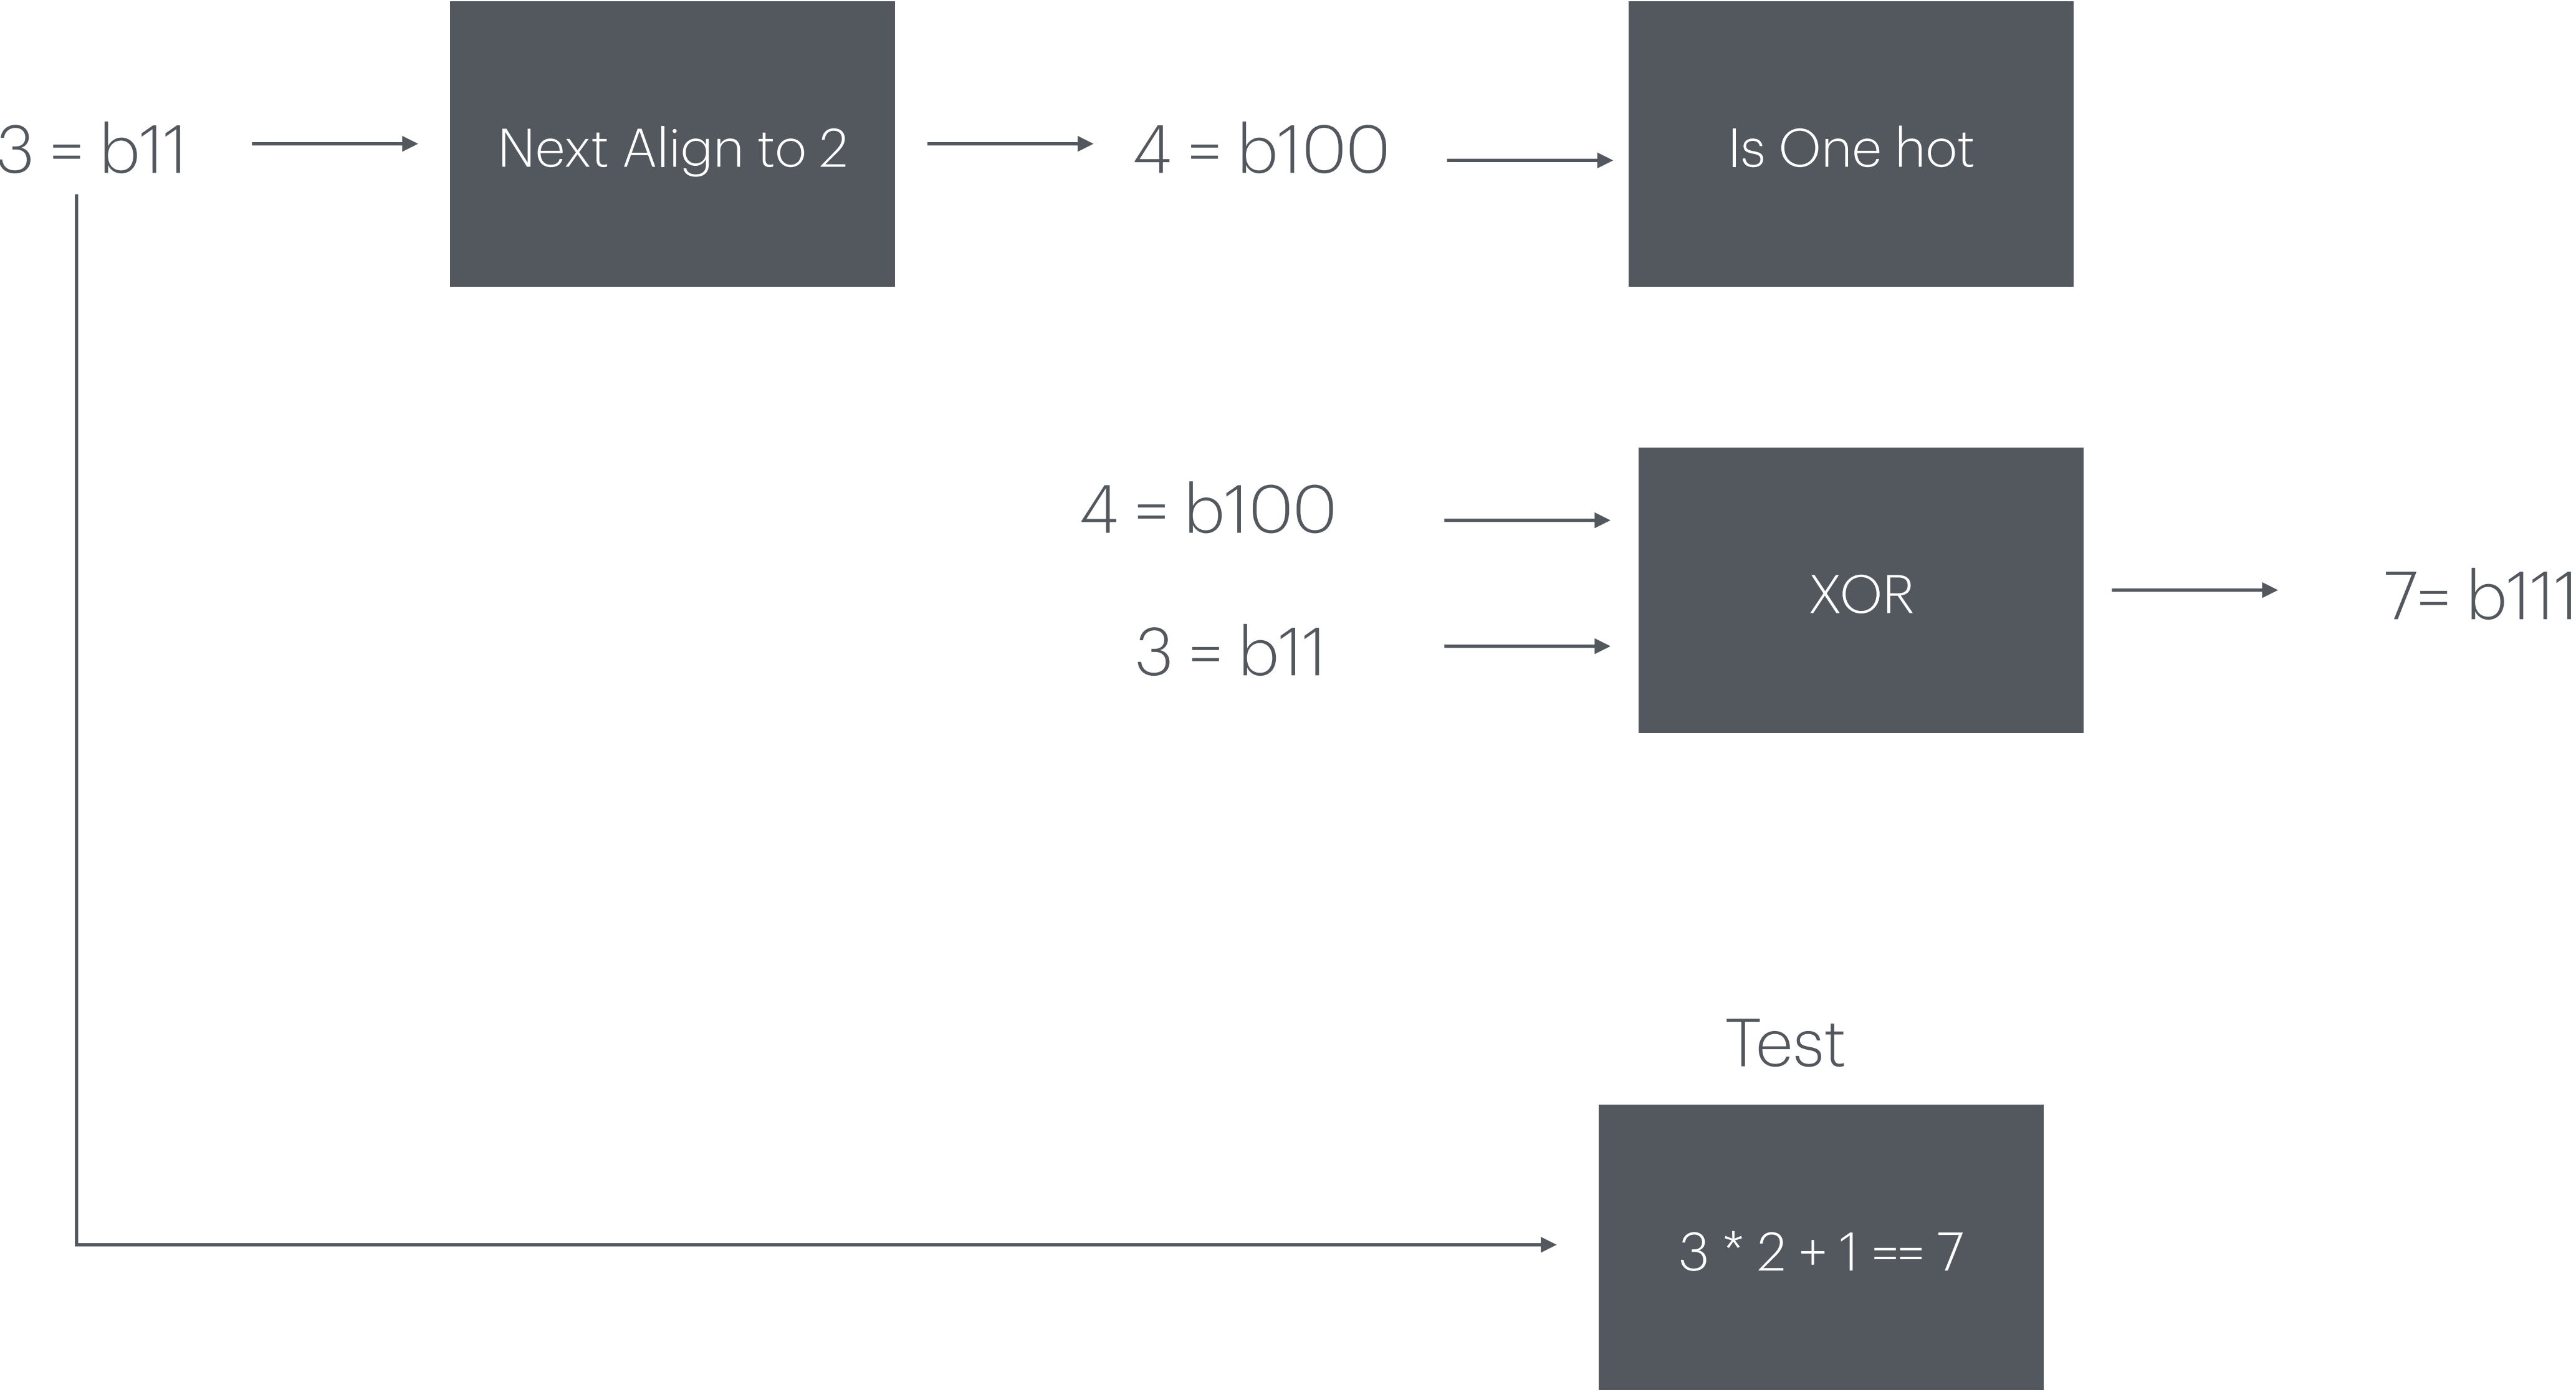 3 = b11
Next Align to 2
4 = b100
Is One hot
4 = b100
3 = b11
XOR
7= b111
Test
3 * 2 + 1 == 7